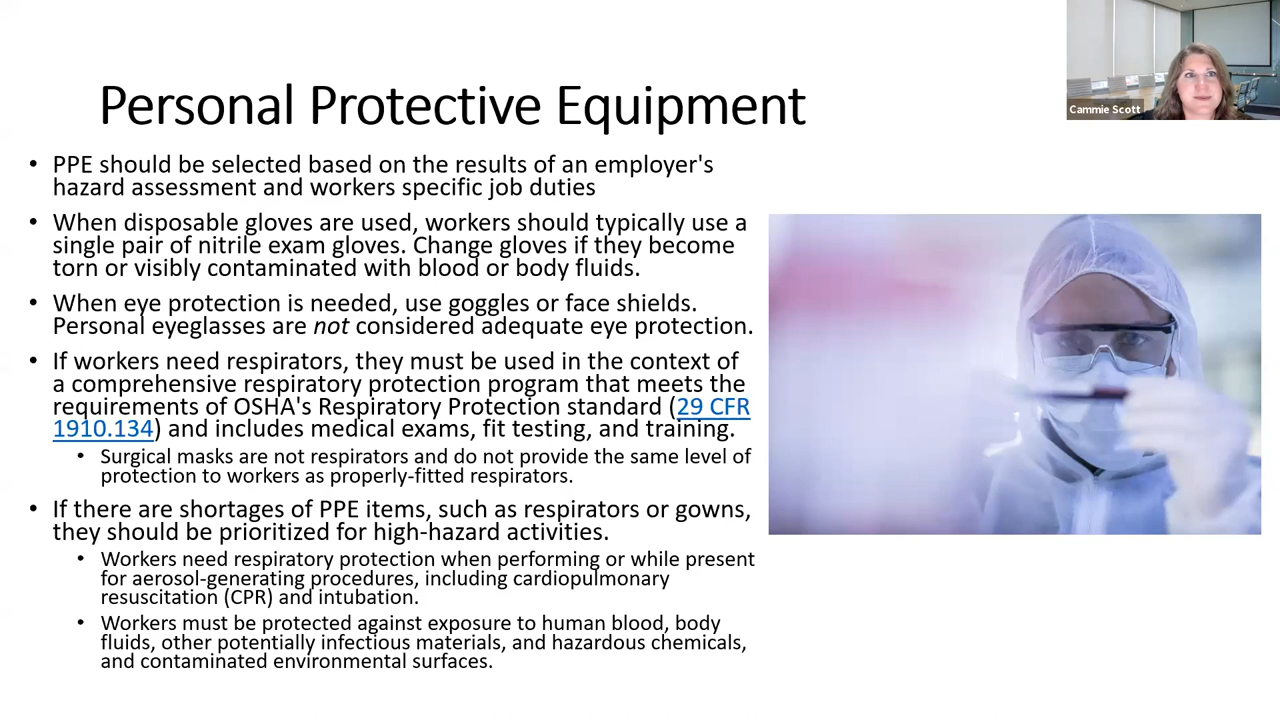 Cammie Scott
Personal Protective Equipment
• PPE should be selected based on the results of an employer's
hazard assessment and workers specific job duties
• When disposable gloves are used, workers should typically use a
single pair of nitrile exam gloves. Change gloves if they become
torn or visibly contaminated with blood or body fluids.
• When eye protection is needed, use goggles or face shields.
Personal eyeglasses are not considered adequate eye protection.
• If workers need respirators, they must be used in the context of
a comprehensive respiratory protection program that meets the
requirements of OSHA's Respiratory Protection standard (29 CFR
1910.134) and includes medical exams, fit testing, and training.
• Surgical masks are not respirators and do not provide the same level of
protection to workers as properly-fitted respirators.
• If there are shortages of PPE items, such as respirators or gowns,
they should be prioritized for high-hazard activities.
• Workers need respiratory protection when performing or while present
for aerosol-generating procedures, including cardiopulmonary
resuscitation (CPR) and intubation.
• Workers must be protected against exposure to human blood, body
fluids, other potentially infectious materials, and hazardous chemicals,
and contaminated environmental surfaces.